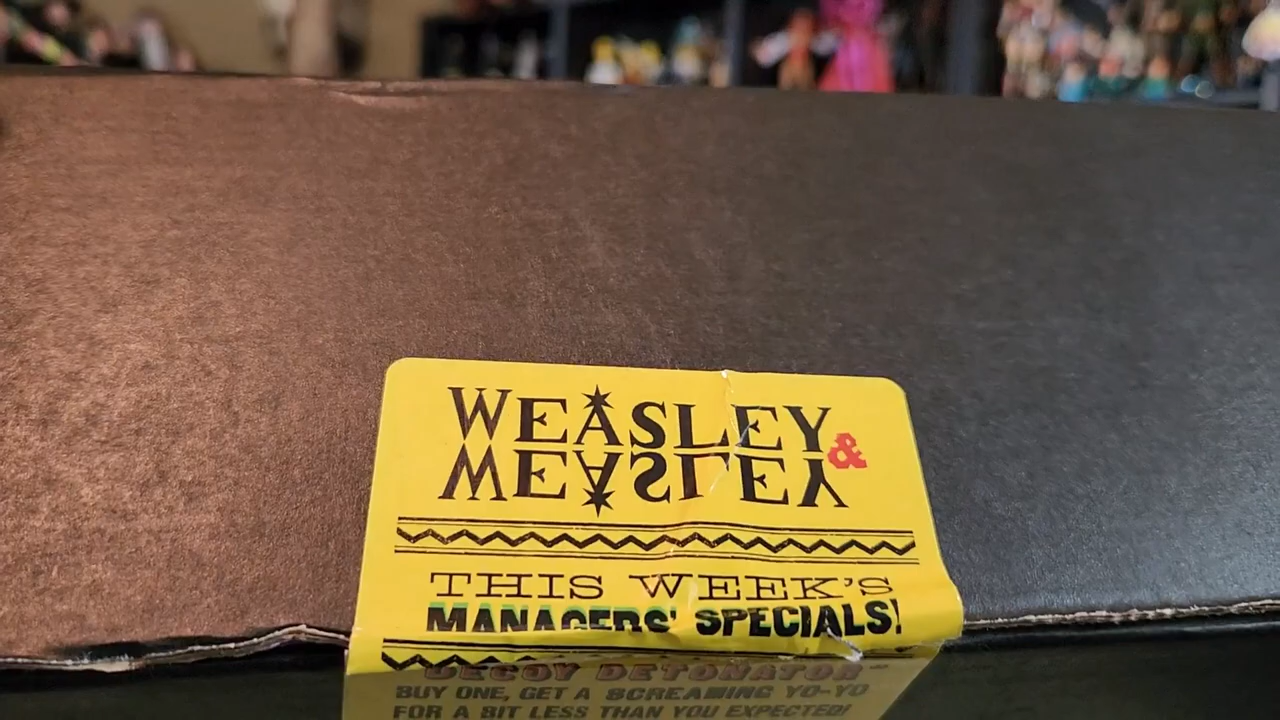 WEASLEY
&
WEASLEY
THIS WEEK'S
MANAGERS' SPECIALS!
DECOY DETONATOR
BUY ONE, GET A SCREAMING YO-YO
FOR A BIT LESS THAN YOU EXPECTED!